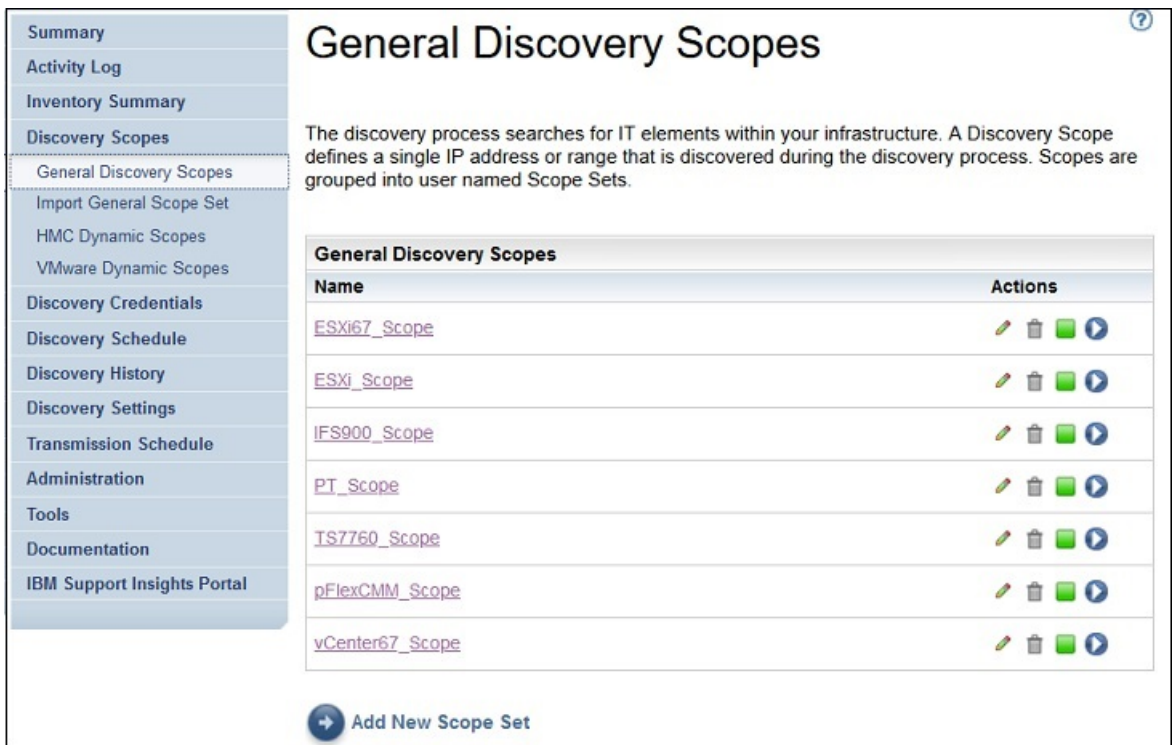 Summary
Activity Log
Inventory Summary
Discovery Scopes
General Discovery Scopes
Import General Scope Set
HMC Dynamic Scopes
VMware Dynamic Scopes
Discovery Credentials
Discovery Schedule
Discovery History
Discovery Settings
Transmission Schedule
Administration
Tools
Documentation
IBM Support Insights Portal
?
General Discovery Scopes
The discovery process searches for IT elements within your infrastructure. A Discovery Scope
defines a single IP address or range that is discovered during the discovery process. Scopes are
grouped into user named Scope Sets.
General Discovery Scopes
Name Actions
ESXi67_Scope
ESXi_Scope
IFS900_Scope
PT_Scope
TS7760_Scope
pFlexCMM_Scope
vCenter67_Scope
Add New Scope Set